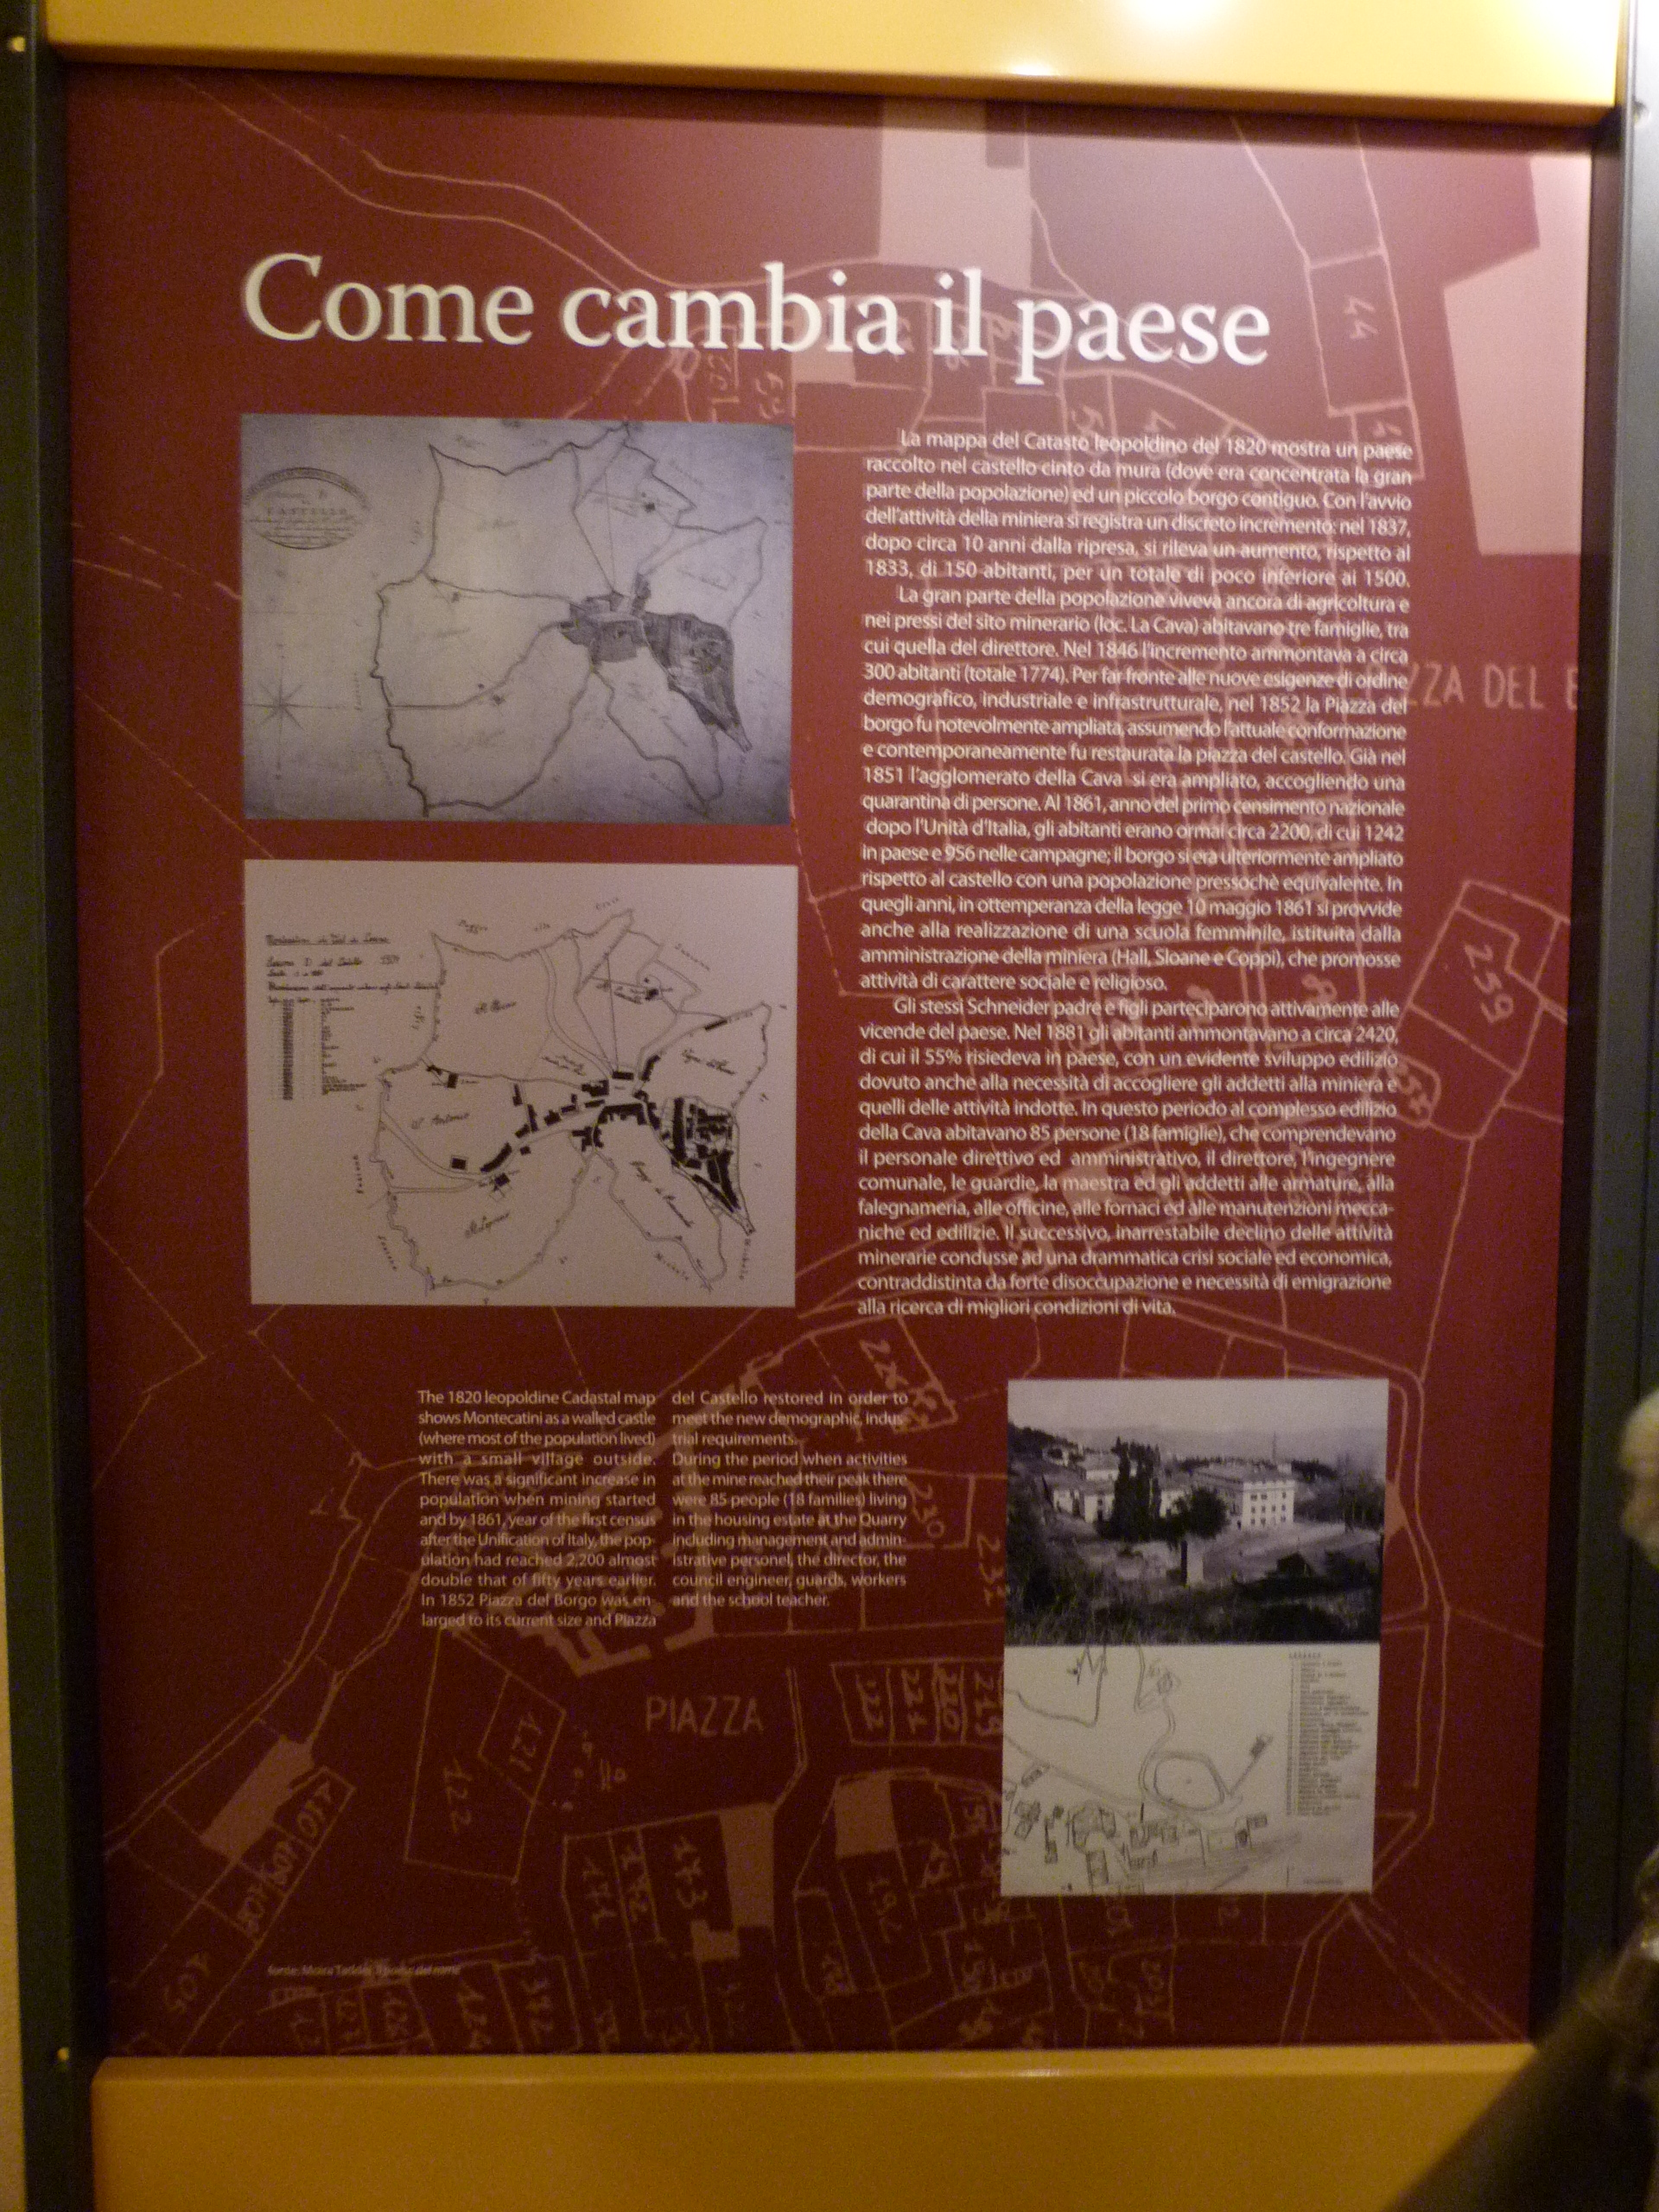 Come cambia il paese
La mappa del Catasto leopoldino del 1820 mostra un paese
raccolto nel castello cinto da mura (dove era concentrata la gran
parte della popolazione) ed un piccolo borgo contiguo. Con l'avvio
dell'attività della miniera si registra un discreto incremento: nel 1837,
dopo circa 10 anni dalla ripresa, si rileva un aumento, rispetto al
1833, di 150 abitanti, per un totale di poco inferiore ai 1500.
La gran parte della popolazione viveva ancora di agricoltura e
nei pressi del sito minerario (loc. La Cava) abitavano tre famiglie, tra
cui quella del direttore. Nel 1846 l'incremento ammontava a circa
300 abitanti (totale 1774). Per far fronte alle nuove esigenze di ordine
demografico, industriale e infrastrutturale, nel 1852 la Piazza del
borgo fu notevolmente ampliata, assumendo l'attuale conformazione
e contemporaneamente fu restaurata la piazza del castello. Già nel
1851 l'agglomerato della Cava si era ampliato, accogliendo una
quarantina di persone. Al 1861, anno del primo censimento nazionale
dopo l'Unità d'Italia, gli abitanti erano ormai circa 2200, di cui 1242
in paese e 956 nelle campagne; il borgo si era ulteriormente ampliato
rispetto al castello con una popolazione pressochè equivalente. In
quegli anni, in ottemperanza della legge 10 maggio 1861 si provvide
anche alla realizzazione di una scuola femminile, istituita dalla
amministrazione della miniera (Hall, Sloane e Coppi), che promosse
attività di carattere sociale e religioso.
Gli stessi Schneider padre e figli parteciparono attivamente alle
vicende del paese. Nel 1881 gli abitanti ammontavano a circa 2420,
di cui il 55% risiedeva in paese, con un evidente sviluppo edilizio
dovuto anche alla necessità di accogliere gli addetti alla miniera e
quelli delle attività indotte. In questo periodo al complesso edilizio
della Cava abitavano 85 persone (18 famiglie), che comprendevano
il personale direttivo ed amministrativo, il direttore, l'ingegnere
comunale, le guardie, la maestra ed gli addetti alle armature, alla
falegnameria, alle officine, alle fornaci ed alle manutenzioni mecca-
niche ed edilizie. Il successivo, inarrestabile declino delle attività
minerarie condusse ad una drammatica crisi sociale ed economica,
contraddistinta da forte disoccupazione e necessità di emigrazione
alla ricerca di migliori condizioni di vita.
The 1820 leopoldine Cadastal map
shows Montecatini as a walled castle
(where most of the population lived)
with a small village outside.
There was a significant increase in
population when mining started
and by 1861, year of the first census
after the Unification of Italy, the pop-
ulation had reached 2,200 almost
double that of fifty years earlier.
In 1852 Piazza del Borgo was en-
larged to its current size and Piazza
del Castello restored in order to
meet the new demographic, indus-
trial requirements.
During the period when activities
at the mine reached their peak there
were 85 people (18 families) living
in the housing estate at the Quarry
including management and admin-
istrative personel, the director, the
council engineer, guards, workers
and the school teacher.
PIAZZA
ZZA DEL
44
259
230
232
222
221
220
219
121
122
173
172
171
124
405